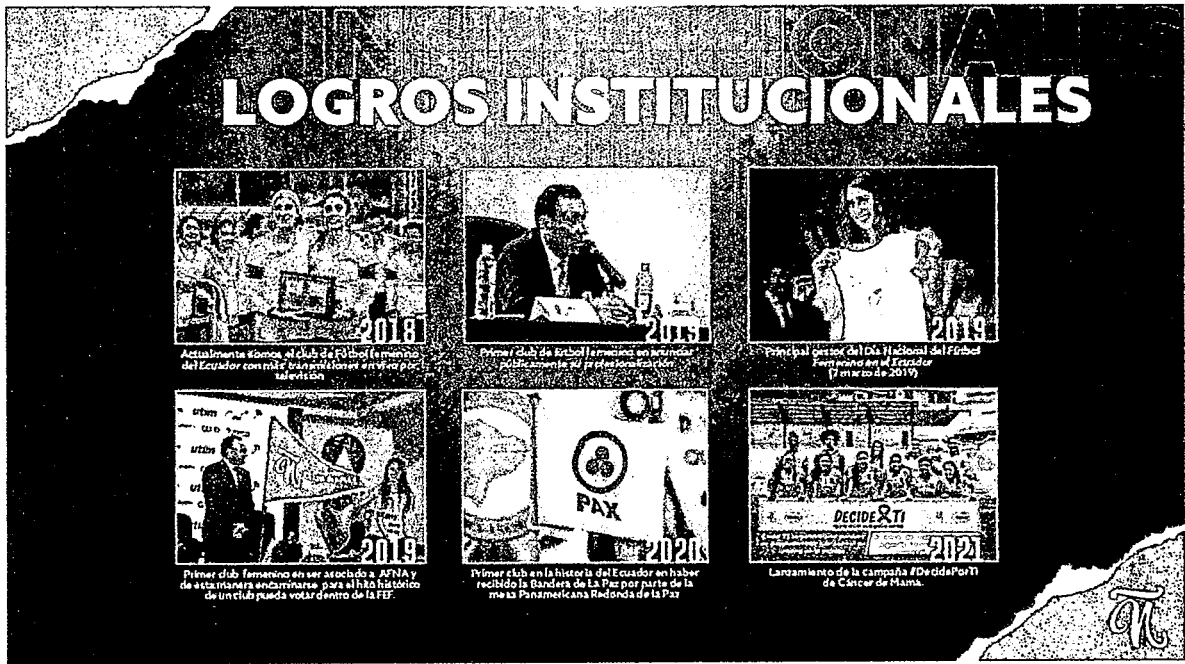 LOGROS INSTITUCIONALES
2018
Actualmente somos el club de Fútbol femenino
del Ecuador con más transmisiones en vivo por
televisión
2019
Primer club de fútbol femenino en anunciar
públicamente su profesionalización
2019
Principal gestor del Día Nacional del Fútbol
Femenino en el Ecuador
(7 marzo de 2019)
utim
2019
Primer club femenino en ser asociado a AFNA y
de esta manera encaminarse para el hito histórico
de un club pueda votar dentro de la FEF.
PAX
2020
Primer club en la historia del Ecuador en haber
recibido la Bandera de La Paz por parte de la
mesa Panamericana Redonda de la Paz
DECIDE TI
2021
Lanzamiento de la campaña #DecidePorTi
de Cáncer de Mama.